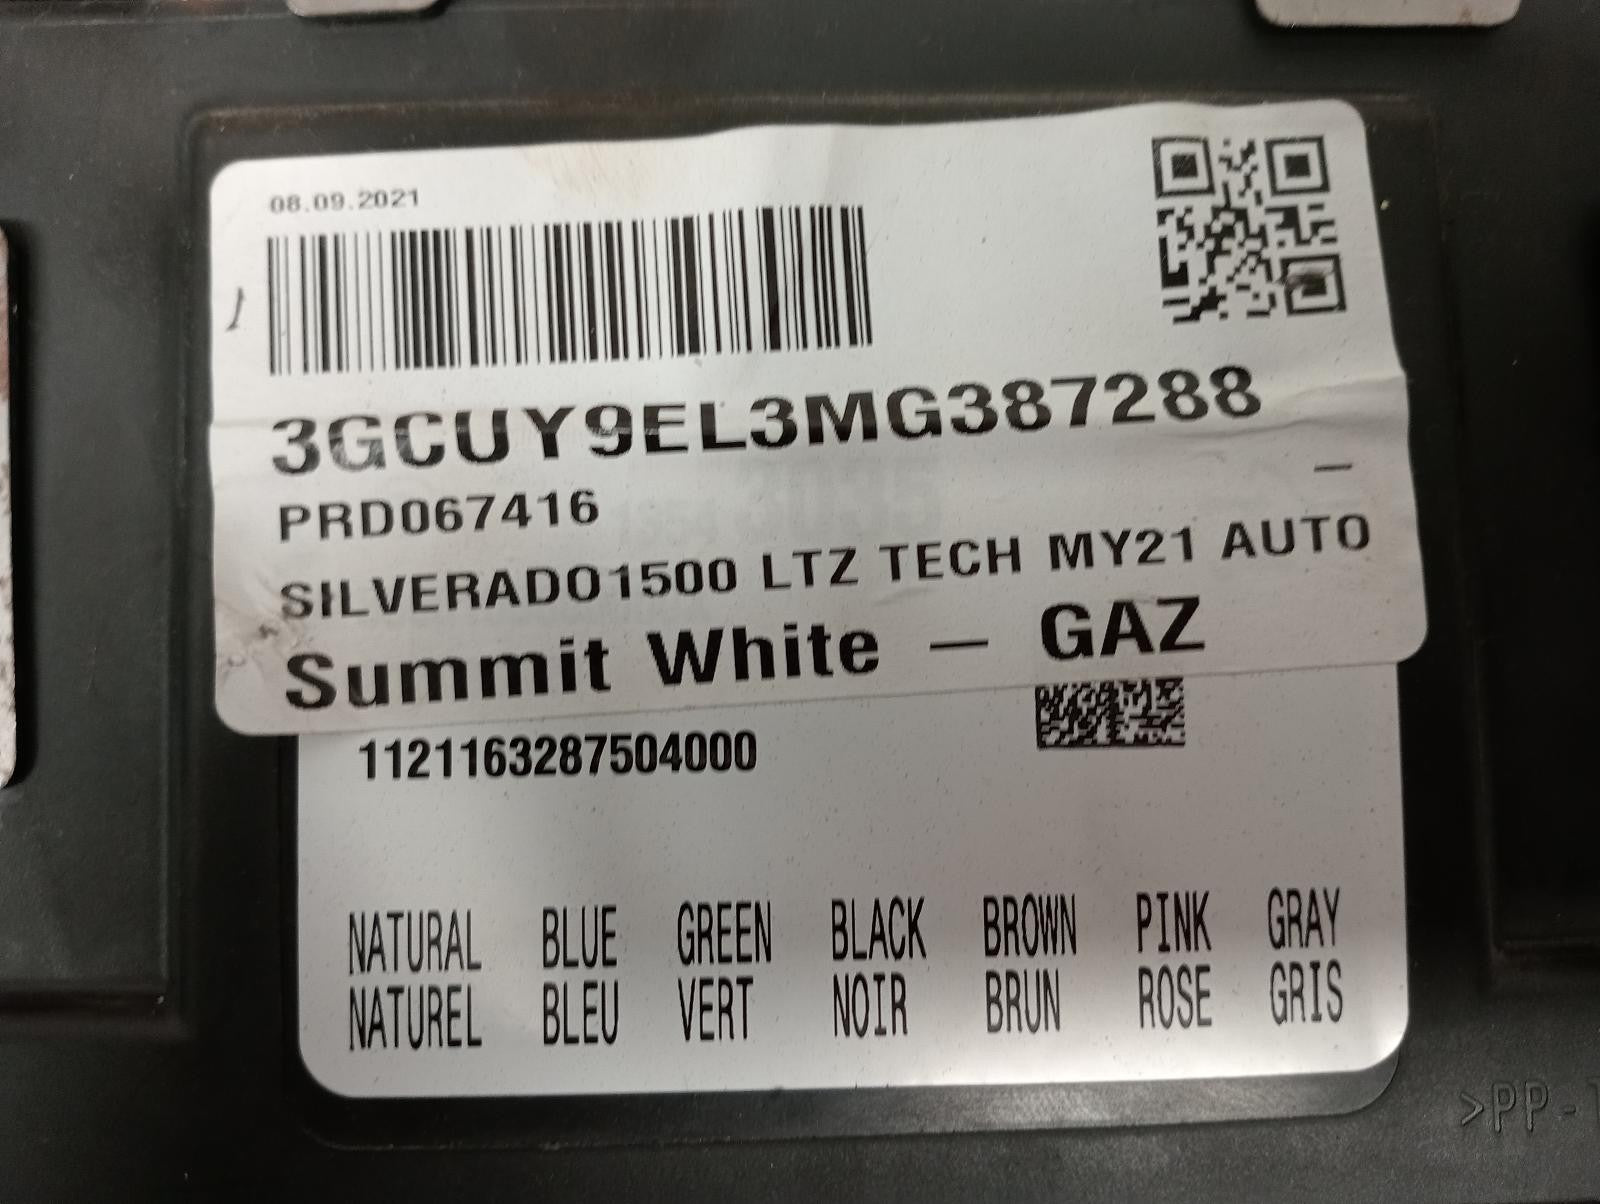 08.09.2021
3GCUY9EL3MG387288
PRD067416
SILVERADO1500 LTZ TECH MY21 AUTO
Summit White – GAZ
1121163287504000
NATURAL BLUE GREEN BLACK BROWN PINK GRAY
NATUREL BLEU VERT NOIR BRUN ROSE GRIS
>PP-